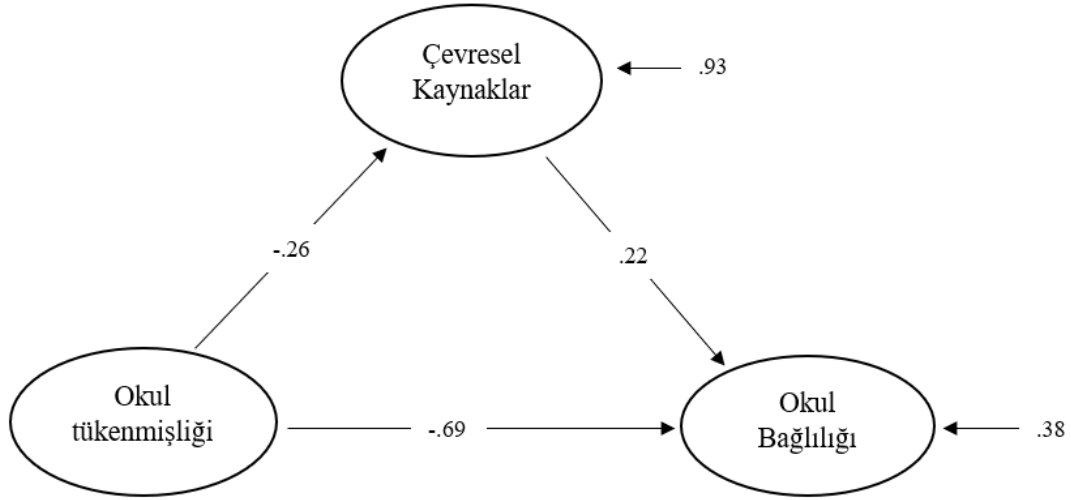 Çevresel
Kaynaklar
.93
-.26
.22
Okul
tükenmişliği
-.69
Okul
Bağlılığı
.38